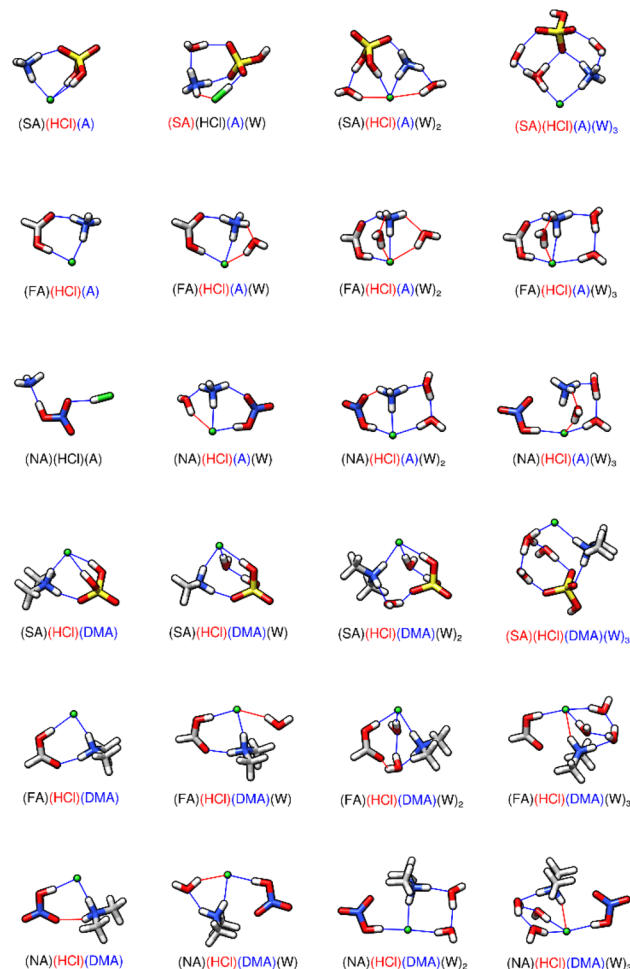 (SA)(HCl)(A) (SA)(HCl)(A)(W) (SA)(HCl)(A)(W)₂ (SA)(HCl)(A)(W)₃
(FA)(HCl)(A) (FA)(HCl)(A)(W) (FA)(HCl)(A)(W)₂ (FA)(HCl)(A)(W)₃
(NA)(HCl)(A) (NA)(HCl)(A)(W) (NA)(HCl)(A)(W)₂ (NA)(HCl)(A)(W)₃
(SA)(HCl)(DMA) (SA)(HCl)(DMA)(W) (SA)(HCl)(DMA)(W)₂ (SA)(HCl)(DMA)(W)₃
(FA)(HCl)(DMA) (FA)(HCl)(DMA)(W) (FA)(HCl)(DMA)(W)₂ (FA)(HCl)(DMA)(W)₃
(NA)(HCl)(DMA) (NA)(HCl)(DMA)(W) (NA)(HCl)(DMA)(W)₂ (NA)(HCl)(DMA)(W)